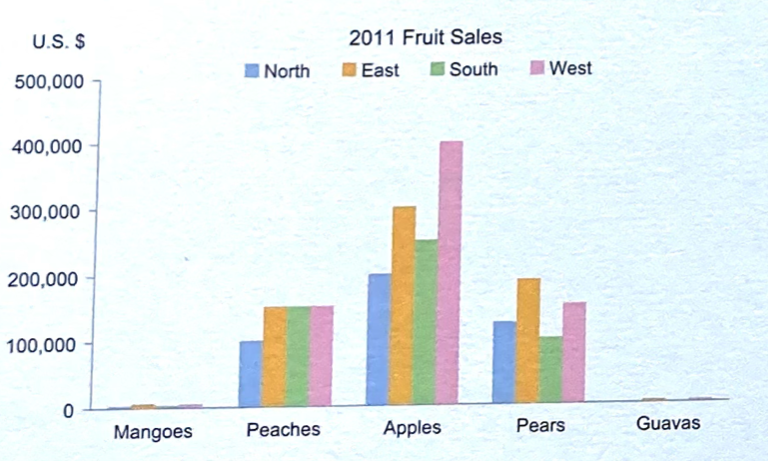 2011 Fruit Sales
U.S. $
North East South West
500,000
400,000
300,000
200,000
100,000
0
Mangoes Peaches Apples Pears Guavas